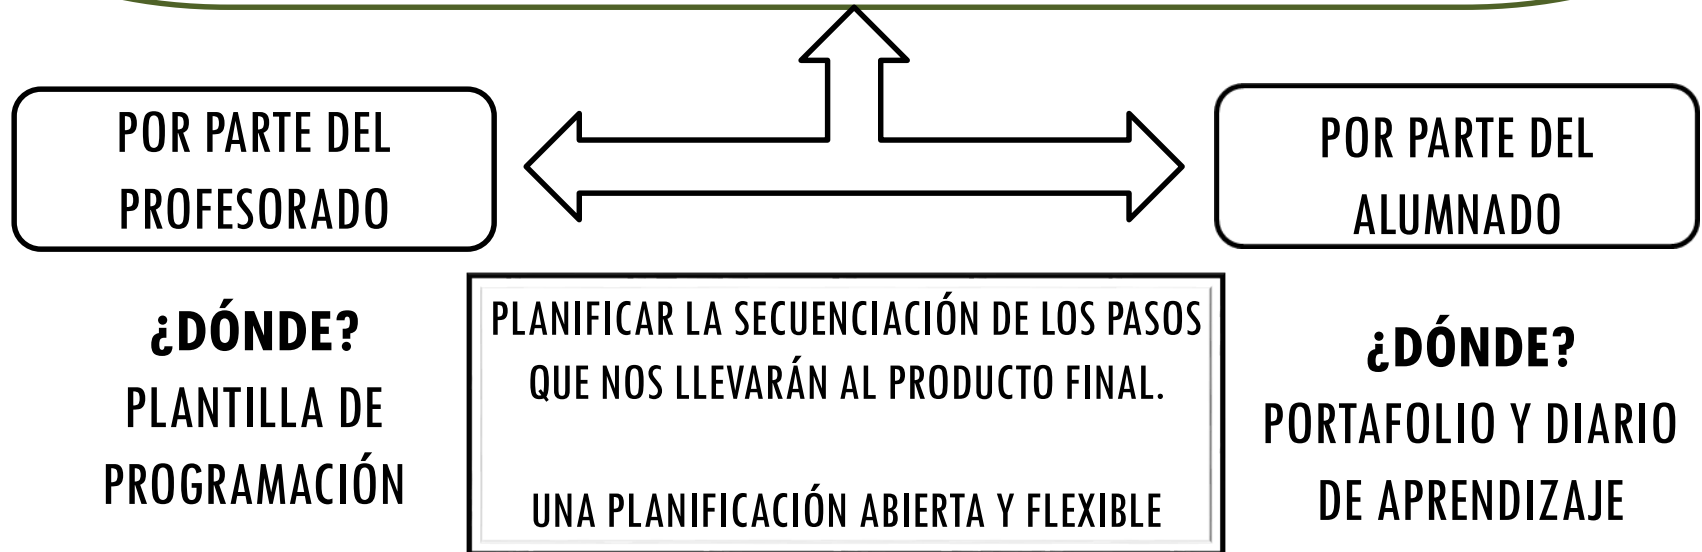 POR PARTE DEL
PROFESORADO
¿DÓNDE?
PLANTILLA DE
PROGRAMACIÓN
PLANIFICAR LA SECUENCIACIÓN DE LOS PASOS
QUE NOS LLEVARÁN AL PRODUCTO FINAL.
UNA PLANIFICACIÓN ABIERTA Y FLEXIBLE
POR PARTE DEL
ALUMNADO
¿DÓNDE?
PORTAFOLIO Y DIARIO
DE APRENDIZAJE